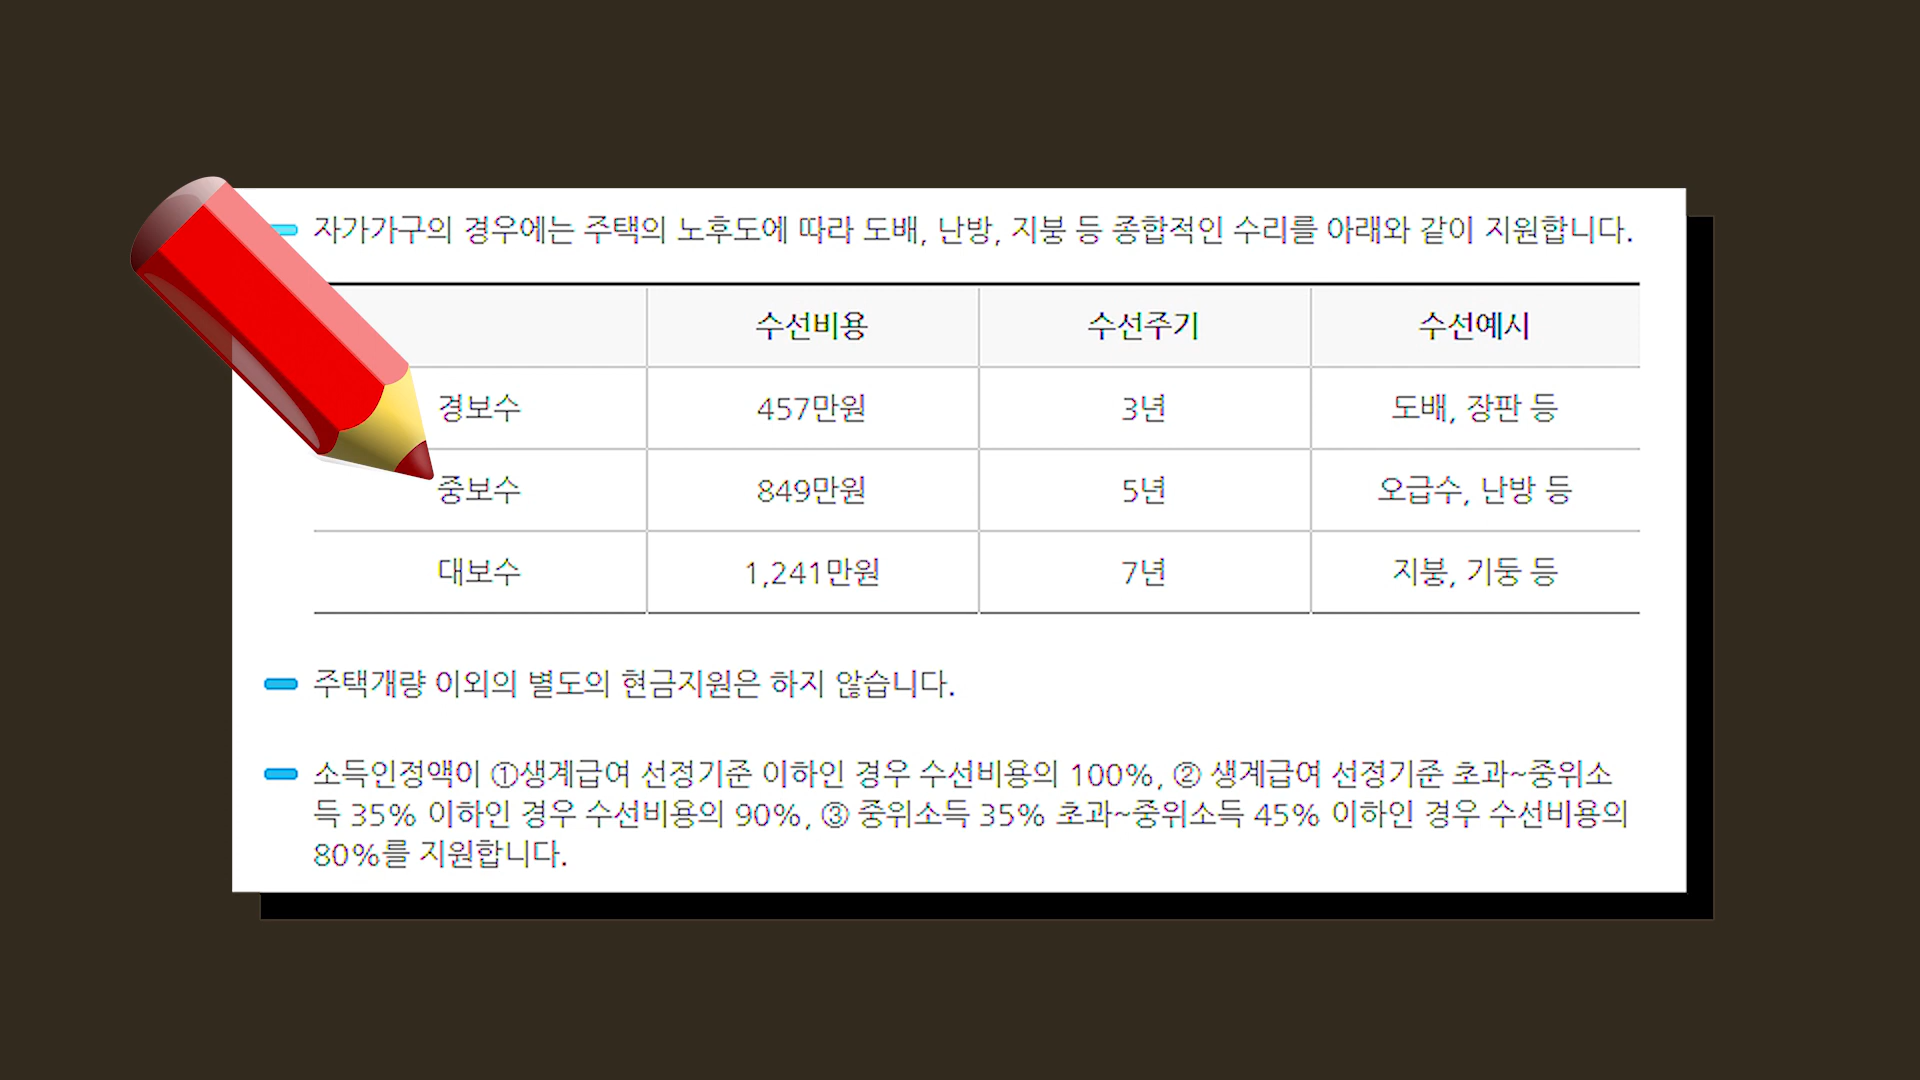 자가가구의 경우에는 주택의 노후도에 따라 도배, 난방, 지붕 등 종합적인 수리를 아래와 같이 지원합니다.
수선비용 수선주기 수선예시
경보수 457만원 3년 도배, 장판 등
중보수 849만원 5년 오급수, 난방 등
대보수 1,241만원 7년 지붕, 기둥 등
주택개량 이외의 별도의 현금지원은 하지 않습니다.
소득인정액이 ①생계급여 선정기준 이하인 경우 수선비용의 100%, ② 생계급여 선정기준 초과~중위소
득 35% 이하인 경우 수선비용의 90%, ③ 중위소득 35% 초과~중위소득 45% 이하인 경우 수선비용의
80%를 지원합니다.